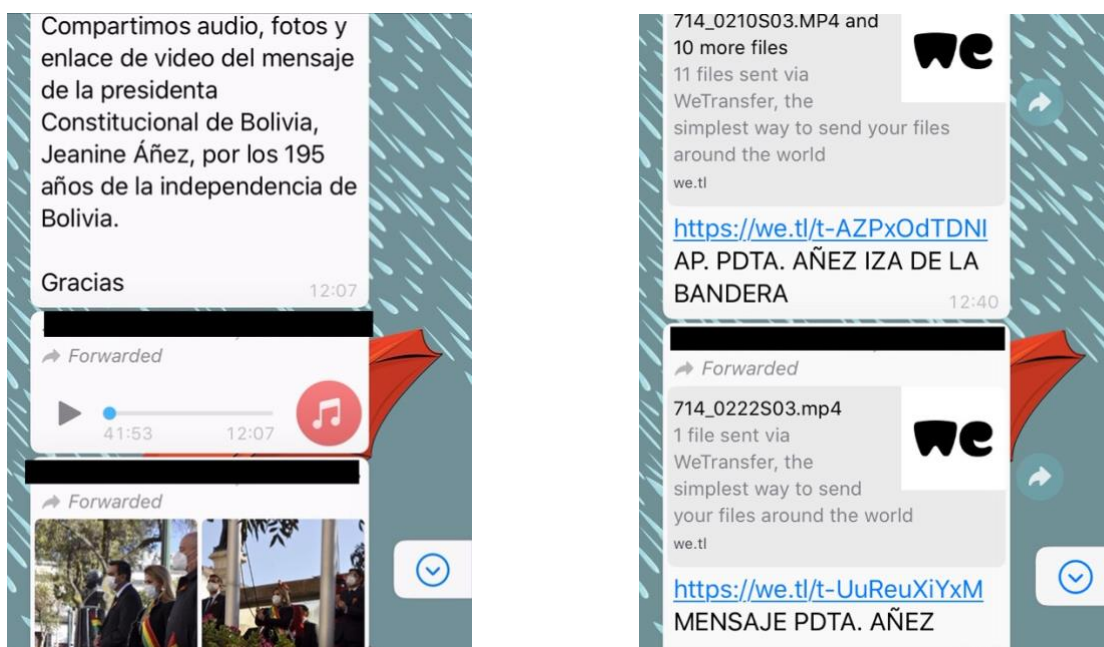 Compartimos audio, fotos y
enlace de video del mensaje
de la presidenta
Constitucional de Bolivia,
Jeanine Áñez, por los 195
años de la independencia de
Bolivia.
Gracias
12:07
Forwarded
41:53
12:07
Forwarded
714_0210S03.MP4 and
10 more files
11 files sent via
WeTransfer, the
simplest way to send your files
around the world
we.tl
we
https://we.tl/t-AZPxOdTDNI
AP. PDTA. AÑEZ IZA DE LA
BANDERA
12:40
Forwarded
714_0222S03.mp4
1 file sent via
WeTransfer, the
simplest way to send
your files around the world
we.tl
we
https://we.tl/t-UuReuXiYxM
MENSAJE PDTA. AÑEZ